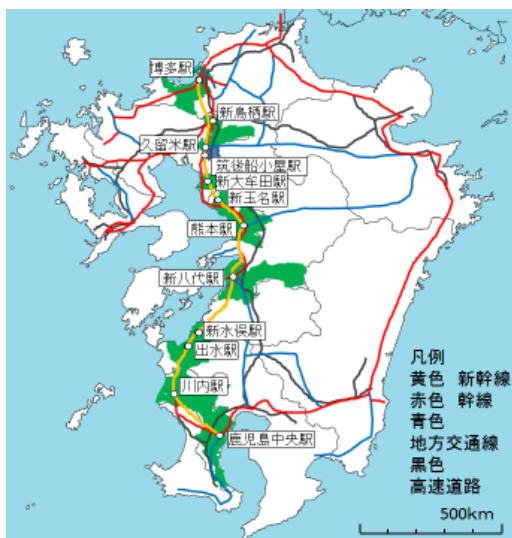 博多駅
新鳥栖駅
久留米駅
筑後船小屋駅
新大牟田駅
新玉名駅
熊本駅
新八代駅
新水俣駅
出水駅
川内駅
鹿児島中央駅
凡例
黄色 新幹線
赤色 幹線
青色
地方交通線
黒色
高速道路
500km